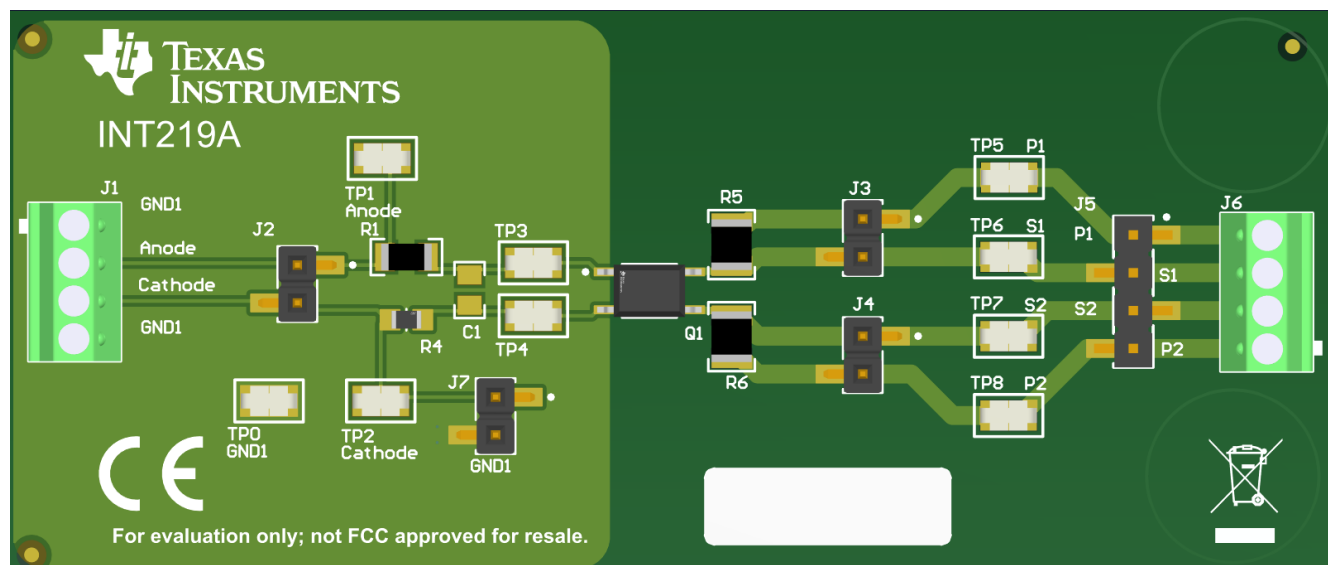 TEXAS
INSTRUMENTS
INT219A
J1
GND1
Anode
Cathode
GND1
J2
TP1
Anode
R1
TP3
C1
R4
TP4
TP0
GND1
TP2
Cathode
J7
GND1
Q1
R5
R6
J3
J4
TP5 P1
TP6 S1
TP7 S2
TP8 P2
J5
P1
S1
S2
P2
J6
CE
For evaluation only; not FCC approved for resale.